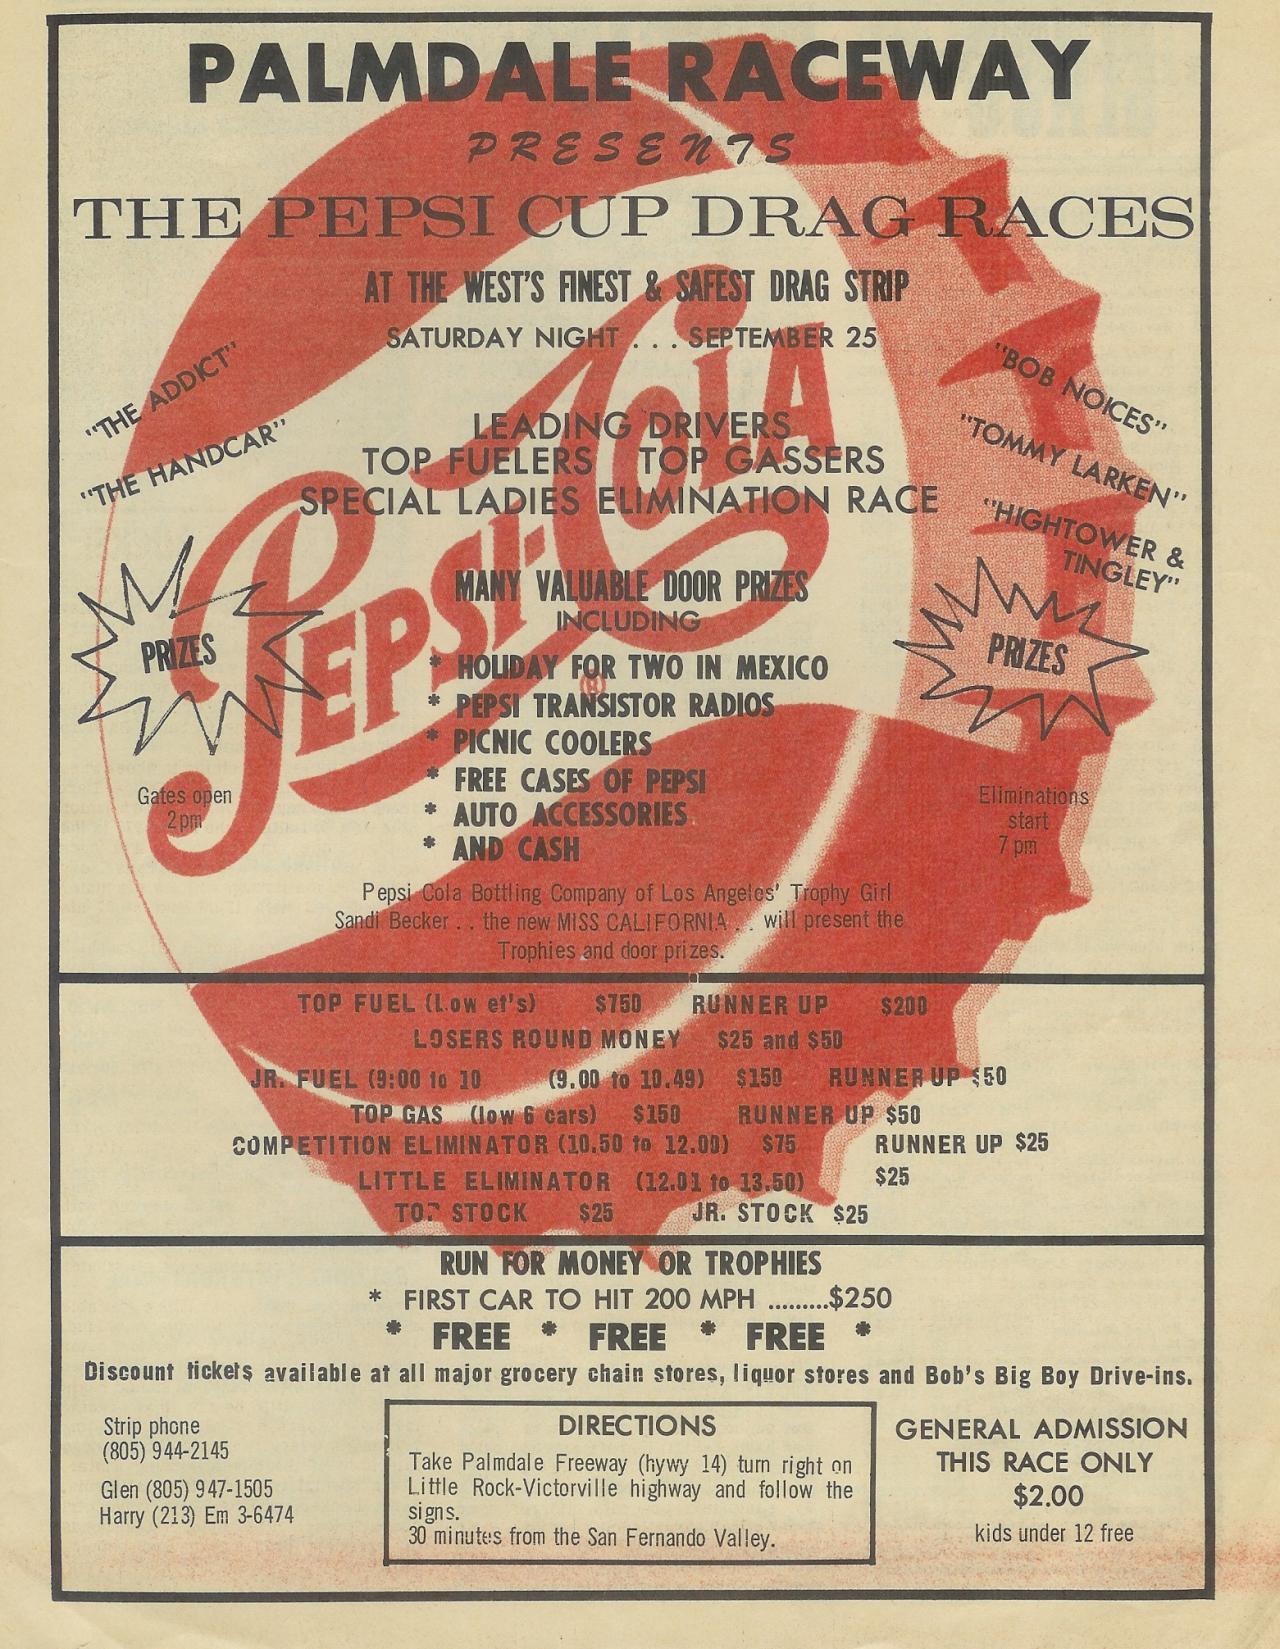 PALMDALE RACEWAY
PRESENTS
THE PEPSI CUP DRAG RACES
AT THE WEST'S FINEST & SAFEST DRAG STRIP
SATURDAY NIGHT . . . SEPTEMBER 25
"THE ADDICT"
"THE HANDCAR"
"BOB NOICES"
"TOMMY LARKEN"
"HIGHTOWER &
TINGLEY"
LEADING DRIVERS
TOP FUELERS TOP GASSERS
SPECIAL LADIES ELIMINATION RACE
PEPSI-COLA
®
MANY VALUABLE DOOR PRIZES
INCLUDING
PRIZES
PRIZES
* HOLIDAY FOR TWO IN MEXICO
* PEPSI TRANSISTOR RADIOS
* PICNIC COOLERS
* FREE CASES OF PEPSI
* AUTO ACCESSORIES
* AND CASH
Gates open
2pm
Eliminations
start
7 pm
Pepsi Cola Bottling Company of Los Angeles' Trophy Girl
Sandi Becker . . the new MISS CALIFORNIA . . will present the
Trophies and door prizes.
TOP FUEL (Low et's) $750 RUNNER UP $200
LOSERS ROUND MONEY $25 and $50
JR. FUEL (9:00 to 10 (9.00 to 10.49) $150 RUNNER UP $50
TOP GAS (low 6 cars) $150 RUNNER UP $50
COMPETITION ELIMINATOR (10.50 to 12.00) $75 RUNNER UP $25
LITTLE ELIMINATOR (12.01 to 13.50) $25
TOP STOCK $25 JR. STOCK $25
RUN FOR MONEY OR TROPHIES
* FIRST CAR TO HIT 200 MPH .........$250
* FREE * FREE * FREE *
Discount tickets available at all major grocery chain stores, liquor stores and Bob's Big Boy Drive-ins.
Strip phone
(805) 944-2145
Glen (805) 947-1505
Harry (213) Em 3-6474
DIRECTIONS
Take Palmdale Freeway (hywy 14) turn right on
Little Rock-Victorville highway and follow the
signs.
30 minutes from the San Fernando Valley.
GENERAL ADMISSION
THIS RACE ONLY
$2.00
kids under 12 free